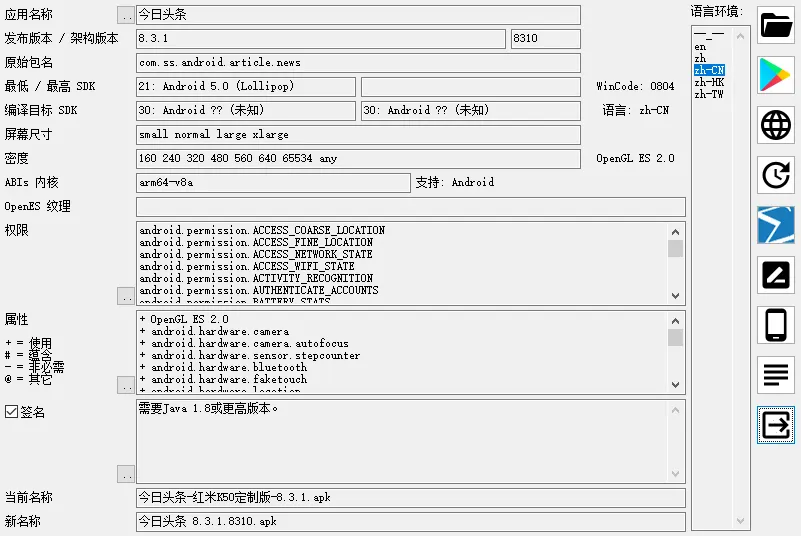 应用名称 .. 今日头条 语言环境:
发布版本 / 架构版本 8.3.1 8310
原始包名 com.ss.android.article.news
最低 / 最高 SDK 21: Android 5.0 (Lollipop) WinCode: 0804
编译目标 SDK 30: Android ?? (未知) 30: Android ?? (未知) 语言: zh-CN
屏幕尺寸 small normal large xlarge
密度 160 240 320 480 560 640 65534 any OpenGL ES 2.0
ABIs 内核 arm64-v8a 支持: Android
OpenES 纹理
权限
android.permission.ACCESS_COARSE_LOCATION
android.permission.ACCESS_FINE_LOCATION
android.permission.ACCESS_NETWORK_STATE
android.permission.ACCESS_WIFI_STATE
android.permission.ACTIVITY_RECOGNITION
android.permission.AUTHENTICATE_ACCOUNTS
android.permission.BATTERY_STATS
..
属性
+ = 使用
# = 蕴含
- = 非必需
@ = 其它
+ OpenGL ES 2.0
+ android.hardware.camera
+ android.hardware.camera.autofocus
+ android.hardware.sensor.stepcounter
+ android.hardware.bluetooth
+ android.hardware.faketouch
+ android.hardware.location
..
签名 需要Java 1.8或更高版本。
..
当前名称 今日头条-红米K50定制版-8.3.1.apk
新名称 今日头条 8.3.1.8310.apk
--_--
en
zh
zh-CN
zh-HK
zh-TW